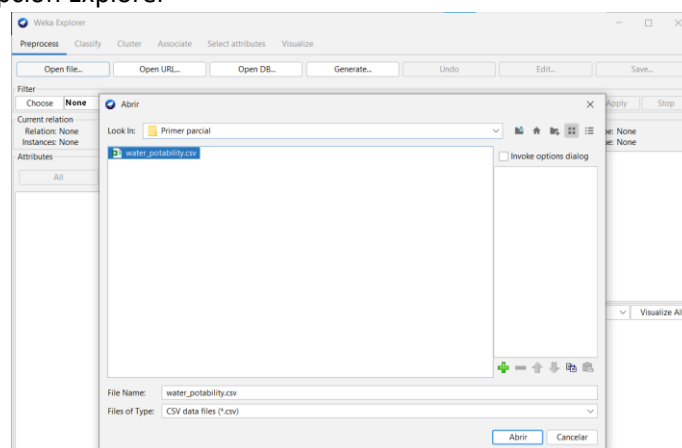 Weka Explorer
Preprocess Classify Cluster Associate Select attributes Visualize
Open file... Open URL... Open DB... Generate... Undo Edit... Save...
Filter
Choose None Apply Stop
Abrir
Current relation
Relation: None
Instances: None
None
None
Look In: Primer parcial
Attributes
All
water_potability.csv
Invoke options dialog
Visualize All
File Name: water_potability.csv
Files of Type: CSV data files (*.csv)
Abrir Cancelar